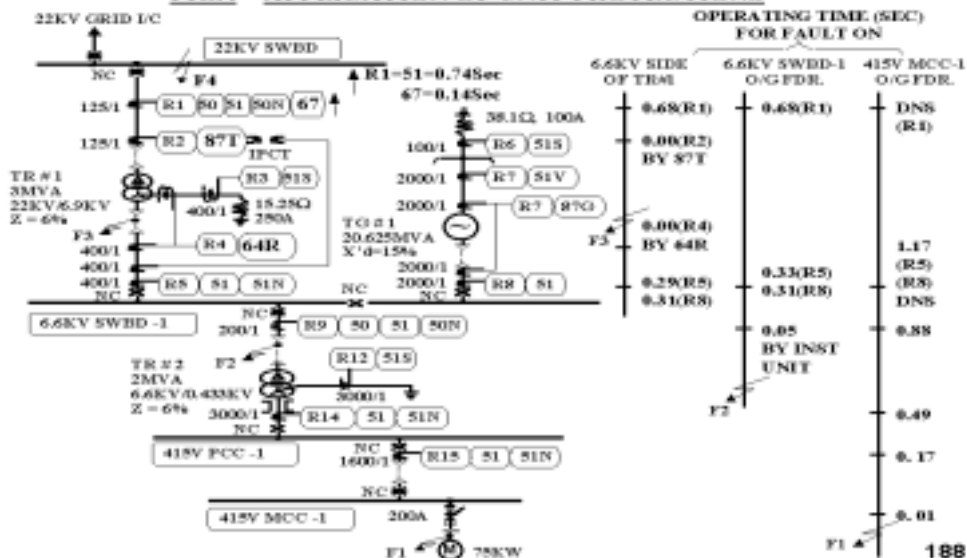 22KV GRID I/C
22KV SWBD
NC
F4
R1=51=0.74Sec
67=0.14Sec
125/1
R1 50 51 50N 67
125/1
R2 87T
IPCT
R3 51S
TR #1
3MVA
22KV/6.9KV
Z = 6%
400/1
15.25Ω
250A
F3
400/1
R4 64R
400/1
400/1
R5 51 51N
NC
NC
38.1Ω, 100A
100/1
R6 51S
2000/1
R7 51V
2000/1
R7 87G
TG #1
20.625MVA
X'd=15%
2000/1
2000/1
R8 51
NC
6.6KV SWBD -1
NC
200/1
R9 50 51 50N
F2
TR #2
2MVA
6.6KV/0.433KV
Z = 6%
R12 51S
3000/1
3000/1
R14 51 51N
NC
415V PCC -1
NC
1600/1
R15 51 51N
NC
415V MCC -1
200A
F1
M
75KW
OPERATING TIME (SEC)
FOR FAULT ON
6.6KV SIDE
OF TR#1
6.6KV SWBD-1
O/G FDR.
415V MCC-1
O/G FDR.
0.68(R1)
0.00(R2)
BY 87T
0.00(R4)
BY 64R
F3
0.29(R5)
0.31(R8)
0.68(R1)
0.33(R5)
0.31(R8)
0.05
BY INST
UNIT
F2
DNS
(R1)
1.17
(R5)
(R8)
DNS
0.88
0.49
0.17
0.01
F1
188